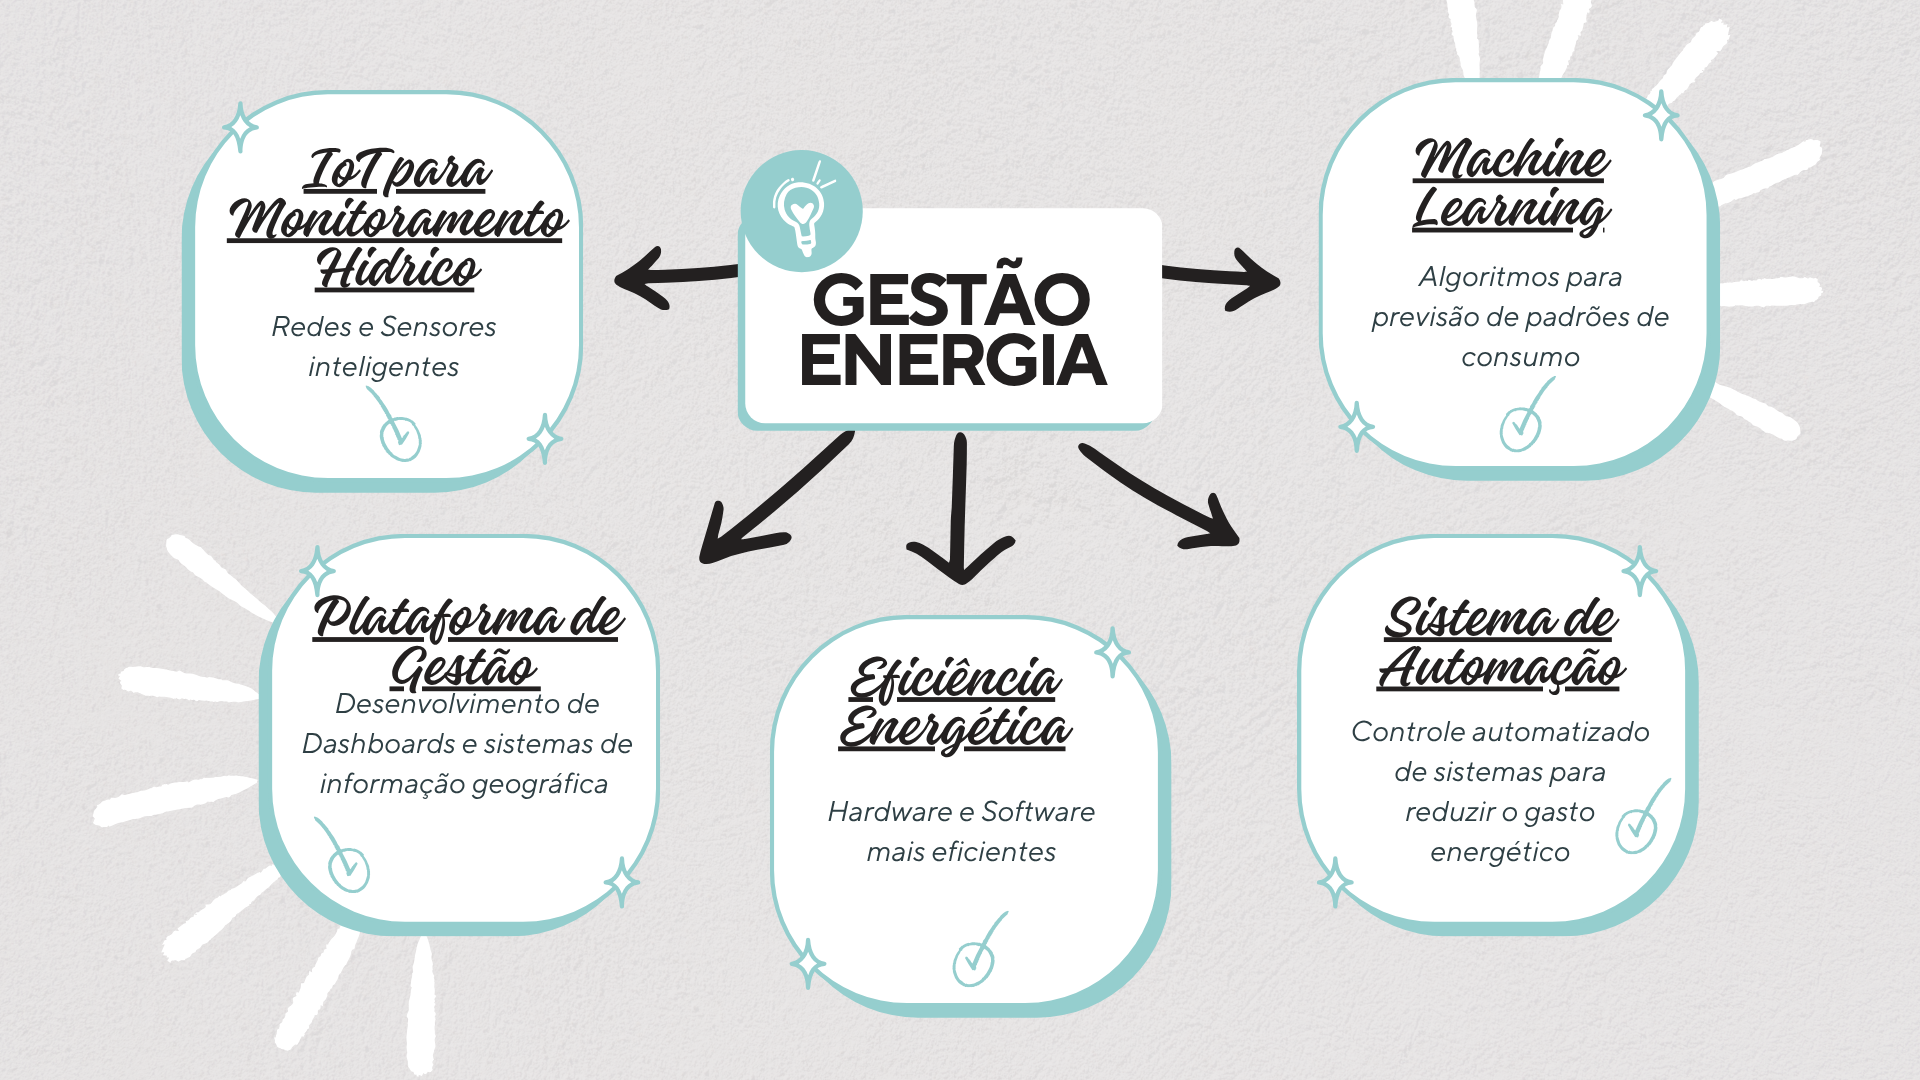 IoT para
Monitoramento
Hidrico
Redes e Sensores
inteligentes
GESTÃO
ENERGIA
Machine
Learning
Algoritmos para
previsão de padrões de
consumo
Plataforma de
Gestão
Desenvolvimento de
Dashboards e sistemas de
informação geográfica
Eficiência
Energética
Hardware e Software
mais eficientes
Sistema de
Automação
Controle automatizado
de sistemas para
reduzir o gasto
energético